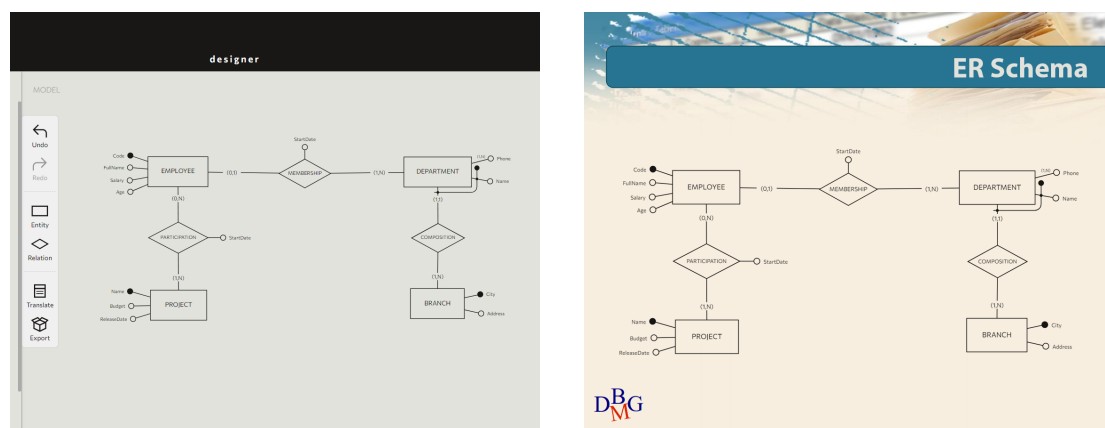 designer
MODEL
Undo
Redo
Entity
Relation
Translate
Export
StartDate
Code
FullName
Salary
Age
EMPLOYEE
(0,1)
MEMBERSHIP
(1,N)
DEPARTMENT
(1,N)
Phone
Name
(0,N)
(1,1)
PARTICIPATION
StartDate
COMPOSITION
(1,N)
(1,N)
Name
Budget
ReleaseDate
PROJECT
BRANCH
City
Address
ER Schema
StartDate
Code
FullName
Salary
Age
EMPLOYEE
(0,1)
MEMBERSHIP
(1,N)
DEPARTMENT
(1,N)
Phone
Name
(0,N)
(1,1)
PARTICIPATION
StartDate
COMPOSITION
(1,N)
(1,N)
Name
Budget
ReleaseDate
PROJECT
BRANCH
City
Address
DBMG